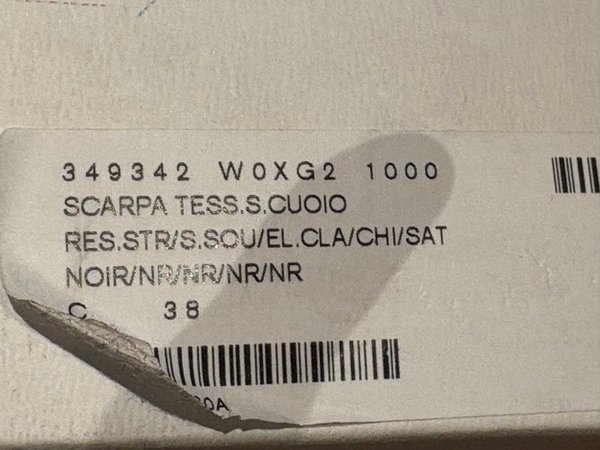 349342 W0XG2 1000
SCARPA TESS.S.CUOIO
RES.STR/S.SOU/EL.CLA/CHI/SAT
NOIR/NR/NR/NR/NR
C 38
0A